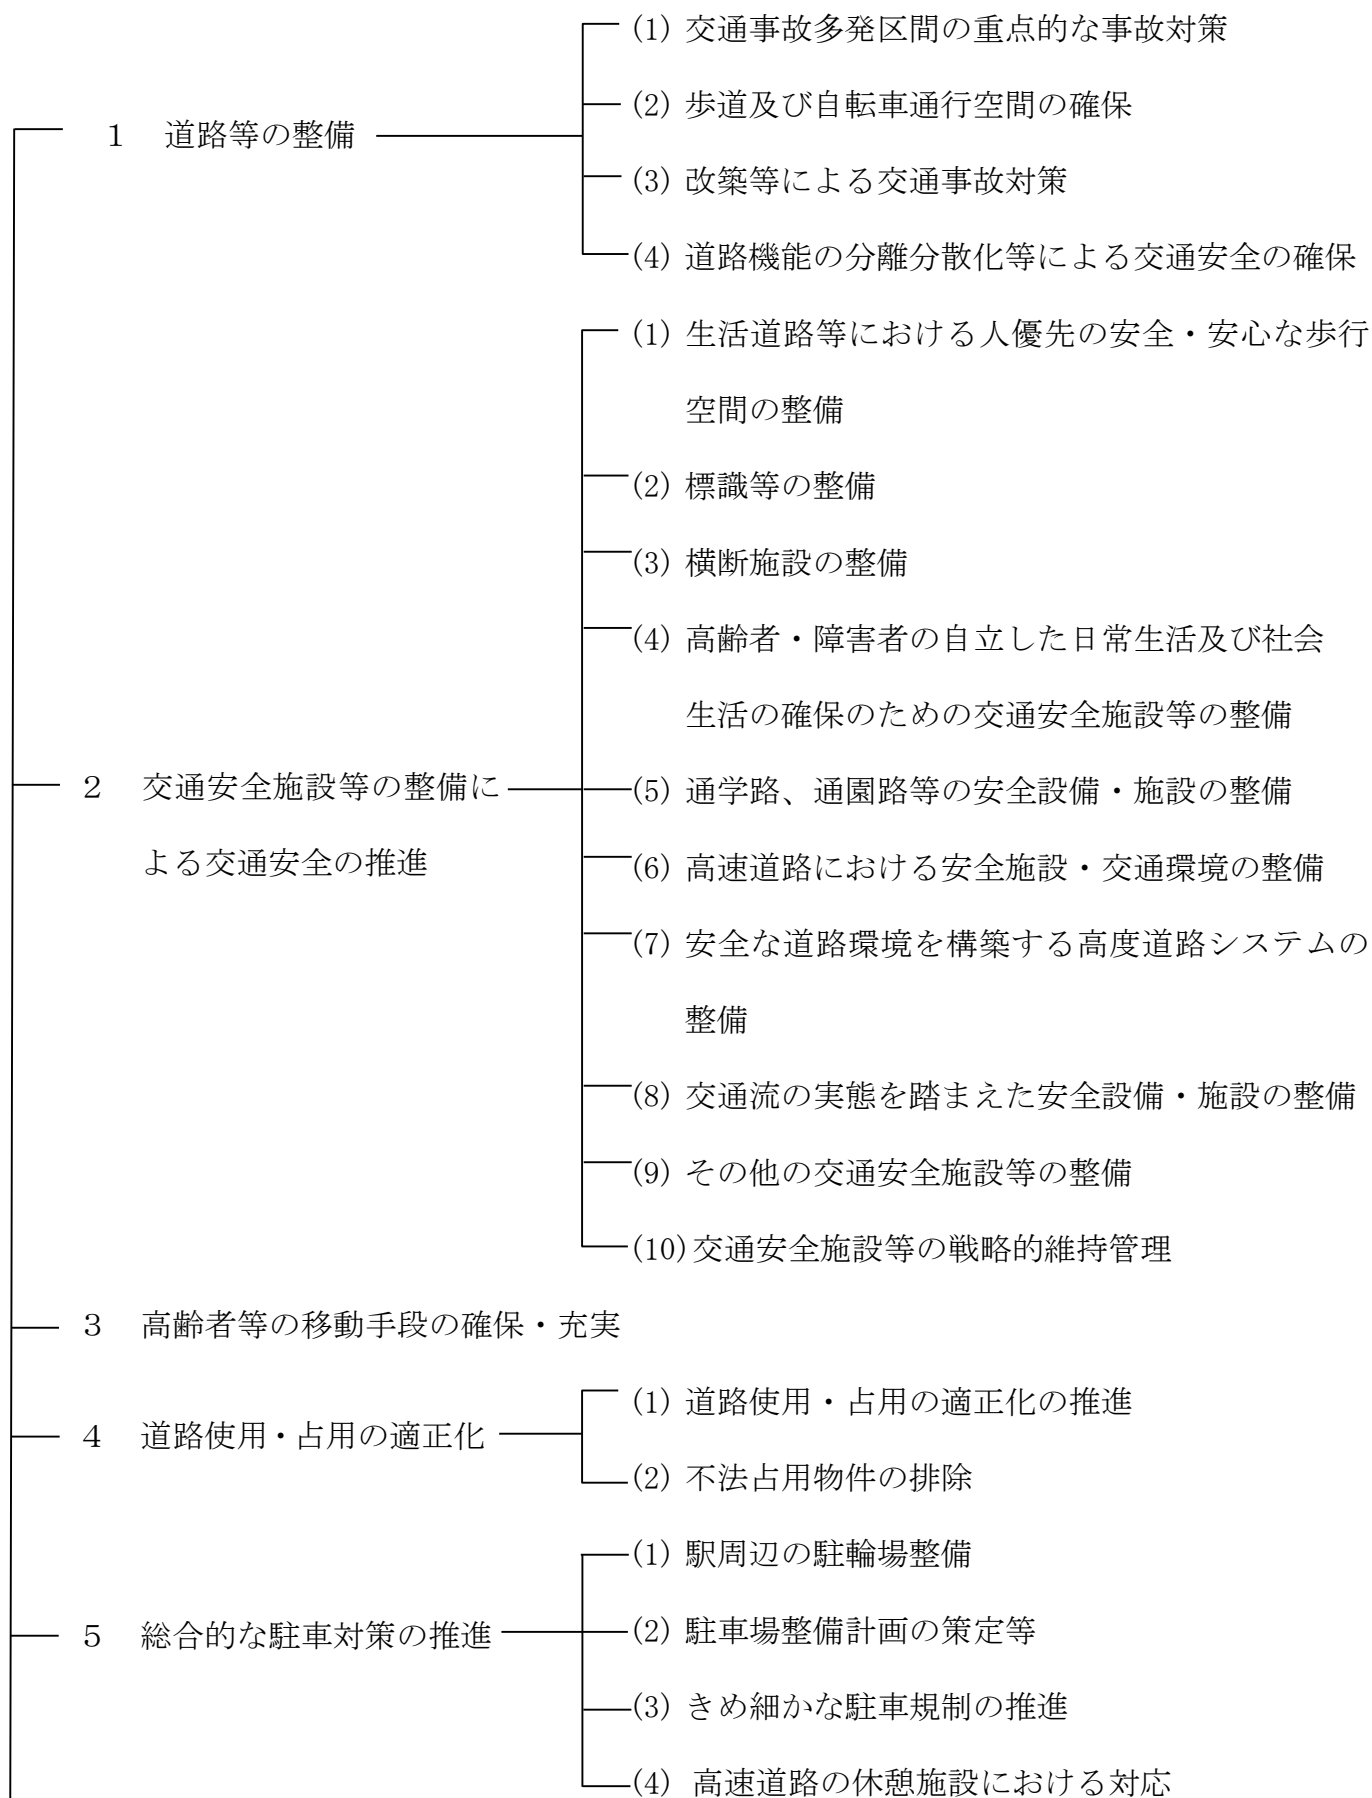 1 道路等の整備
(1) 交通事故多発区間の重点的な事故対策
(2) 歩道及び自転車通行空間の確保
(3) 改築等による交通事故対策
(4) 道路機能の分離分散化等による交通安全の確保
2 交通安全施設等の整備に
よる交通安全の推進
(1) 生活道路等における人優先の安全・安心な歩行
空間の整備
(2) 標識等の整備
(3) 横断施設の整備
(4) 高齢者・障害者の自立した日常生活及び社会
生活の確保のための交通安全施設等の整備
(5) 通学路、通園路等の安全設備・施設の整備
(6) 高速道路における安全施設・交通環境の整備
(7) 安全な道路環境を構築する高度道路システムの
整備
(8) 交通流の実態を踏まえた安全設備・施設の整備
(9) その他の交通安全施設等の整備
(10) 交通安全施設等の戦略的維持管理
3 高齢者等の移動手段の確保・充実
4 道路使用・占用の適正化
(1) 道路使用・占用の適正化の推進
(2) 不法占用物件の排除
5 総合的な駐車対策の推進
(1) 駅周辺の駐輪場整備
(2) 駐車場整備計画の策定等
(3) きめ細かな駐車規制の推進
(4) 高速道路の休憩施設における対応